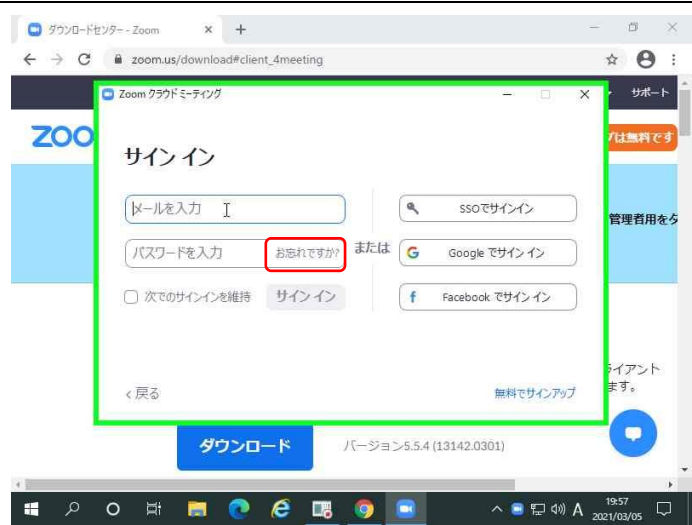 ダウンロードセンター - Zoom
zoom.us/download#client_4meeting
Zoom クラウド ミーティング
サポート
ZOO
プは無料です
サイン イン
メールを入力
SSOでサインイン
管理者用を
パスワードを入力
お忘れですか?
または
G
Google でサイン イン
次でのサインインを維持
サイン イン
f
Facebook でサイン イン
イアント
ます。
< 戻る
無料でサインアップ
ダウンロード
バージョン5.5.4 (13142.0301)
A
19:57
2021/03/05